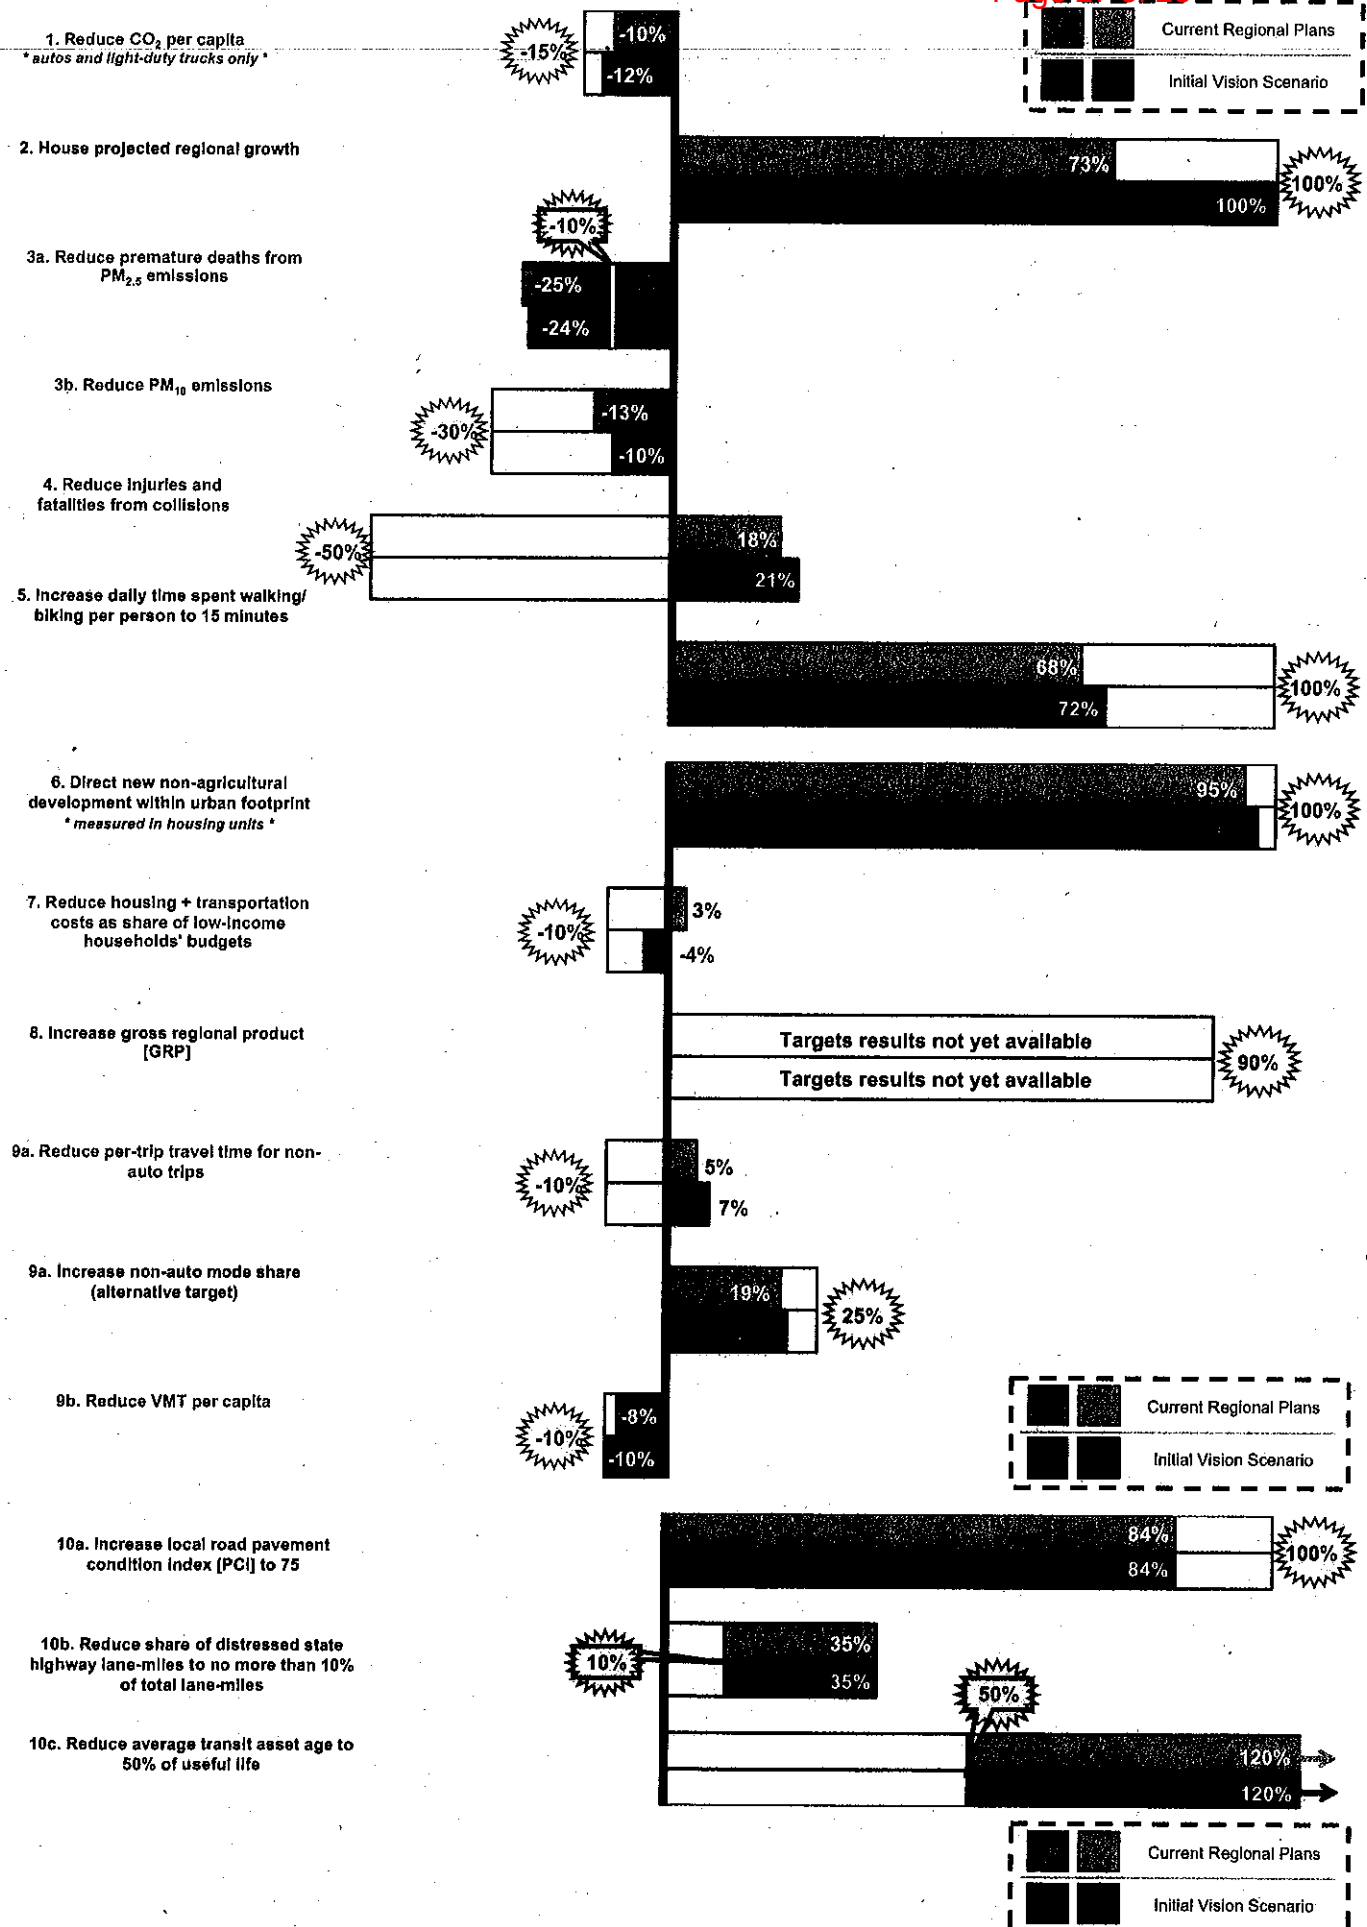 Current Regional Plans
Initial Vision Scenario
1. Reduce CO₂ per capita
* autos and light-duty trucks only *
-15%
-10%
-12%
2. House projected regional growth
73%
100%
100%
3a. Reduce premature deaths from
PM₂.₅ emissions
-10%
-25%
-24%
3b. Reduce PM₁₀ emissions
-30%
-13%
-10%
4. Reduce injuries and
fatalities from collisions
-50%
18%
21%
5. Increase daily time spent walking/
biking per person to 15 minutes
68%
72%
100%
6. Direct new non-agricultural
development within urban footprint
* measured in housing units *
95%
100%
7. Reduce housing + transportation
costs as share of low-income
households' budgets
-10%
3%
-4%
8. Increase gross regional product
[GRP]
Targets results not yet available
Targets results not yet available
90%
9a. Reduce per-trip travel time for non-
auto trips
-10%
5%
7%
9a. Increase non-auto mode share
(alternative target)
19%
25%
9b. Reduce VMT per capita
-10%
-8%
-10%
Current Regional Plans
Initial Vision Scenario
10a. Increase local road pavement
condition index [PCI] to 75
84%
84%
100%
10b. Reduce share of distressed state
highway lane-miles to no more than 10%
of total lane-miles
10%
35%
35%
10c. Reduce average transit asset age to
50% of useful life
50%
120%
120%
Current Regional Plans
Initial Vision Scenario